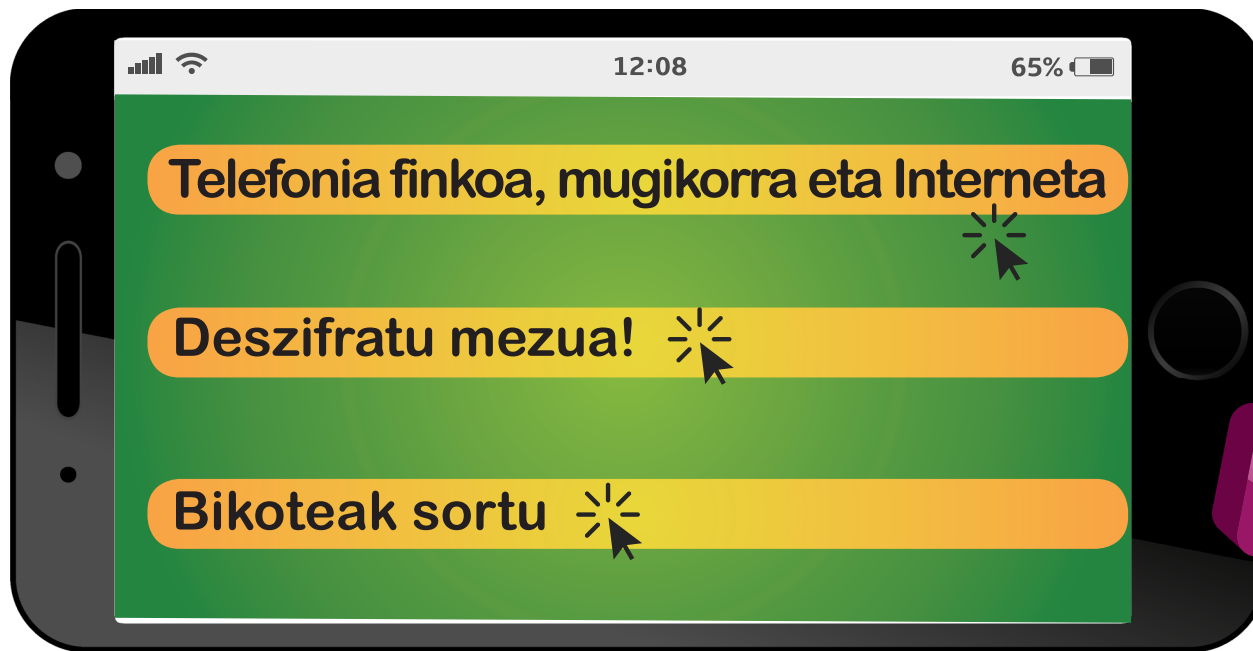 12:08
65%
Telefonia finkoa, mugikorra eta Interneta
Deszifratu mezua!
Bikoteak sortu